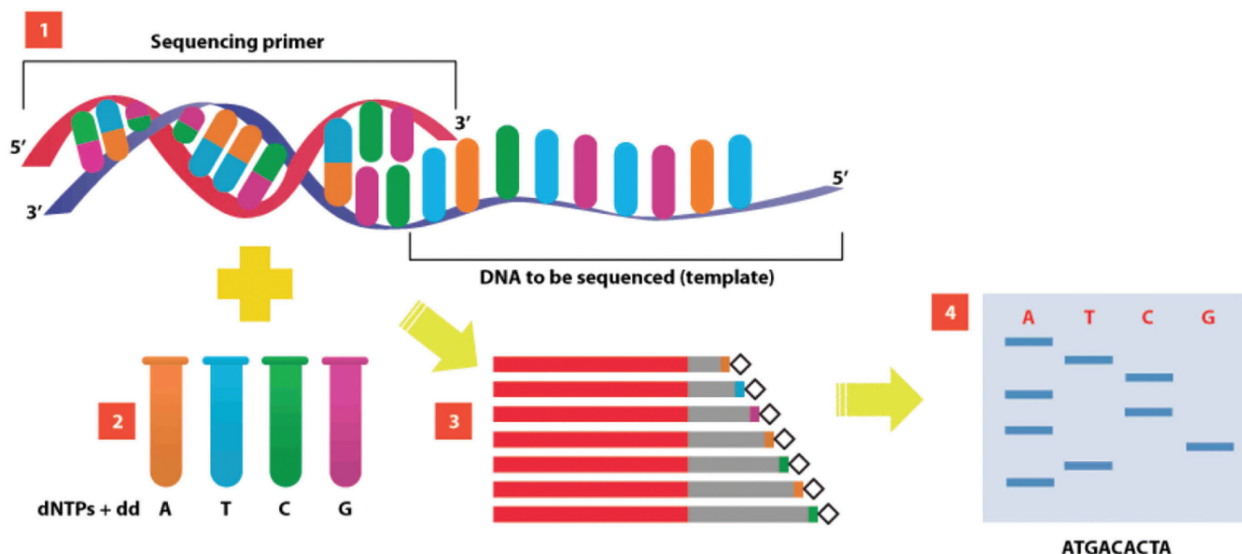 1
Sequencing primer
5′
3′
3′
5′
DNA to be sequenced (template)
2
dNTPs + dd A T C G
3
4
A T C G
ATGACACTA